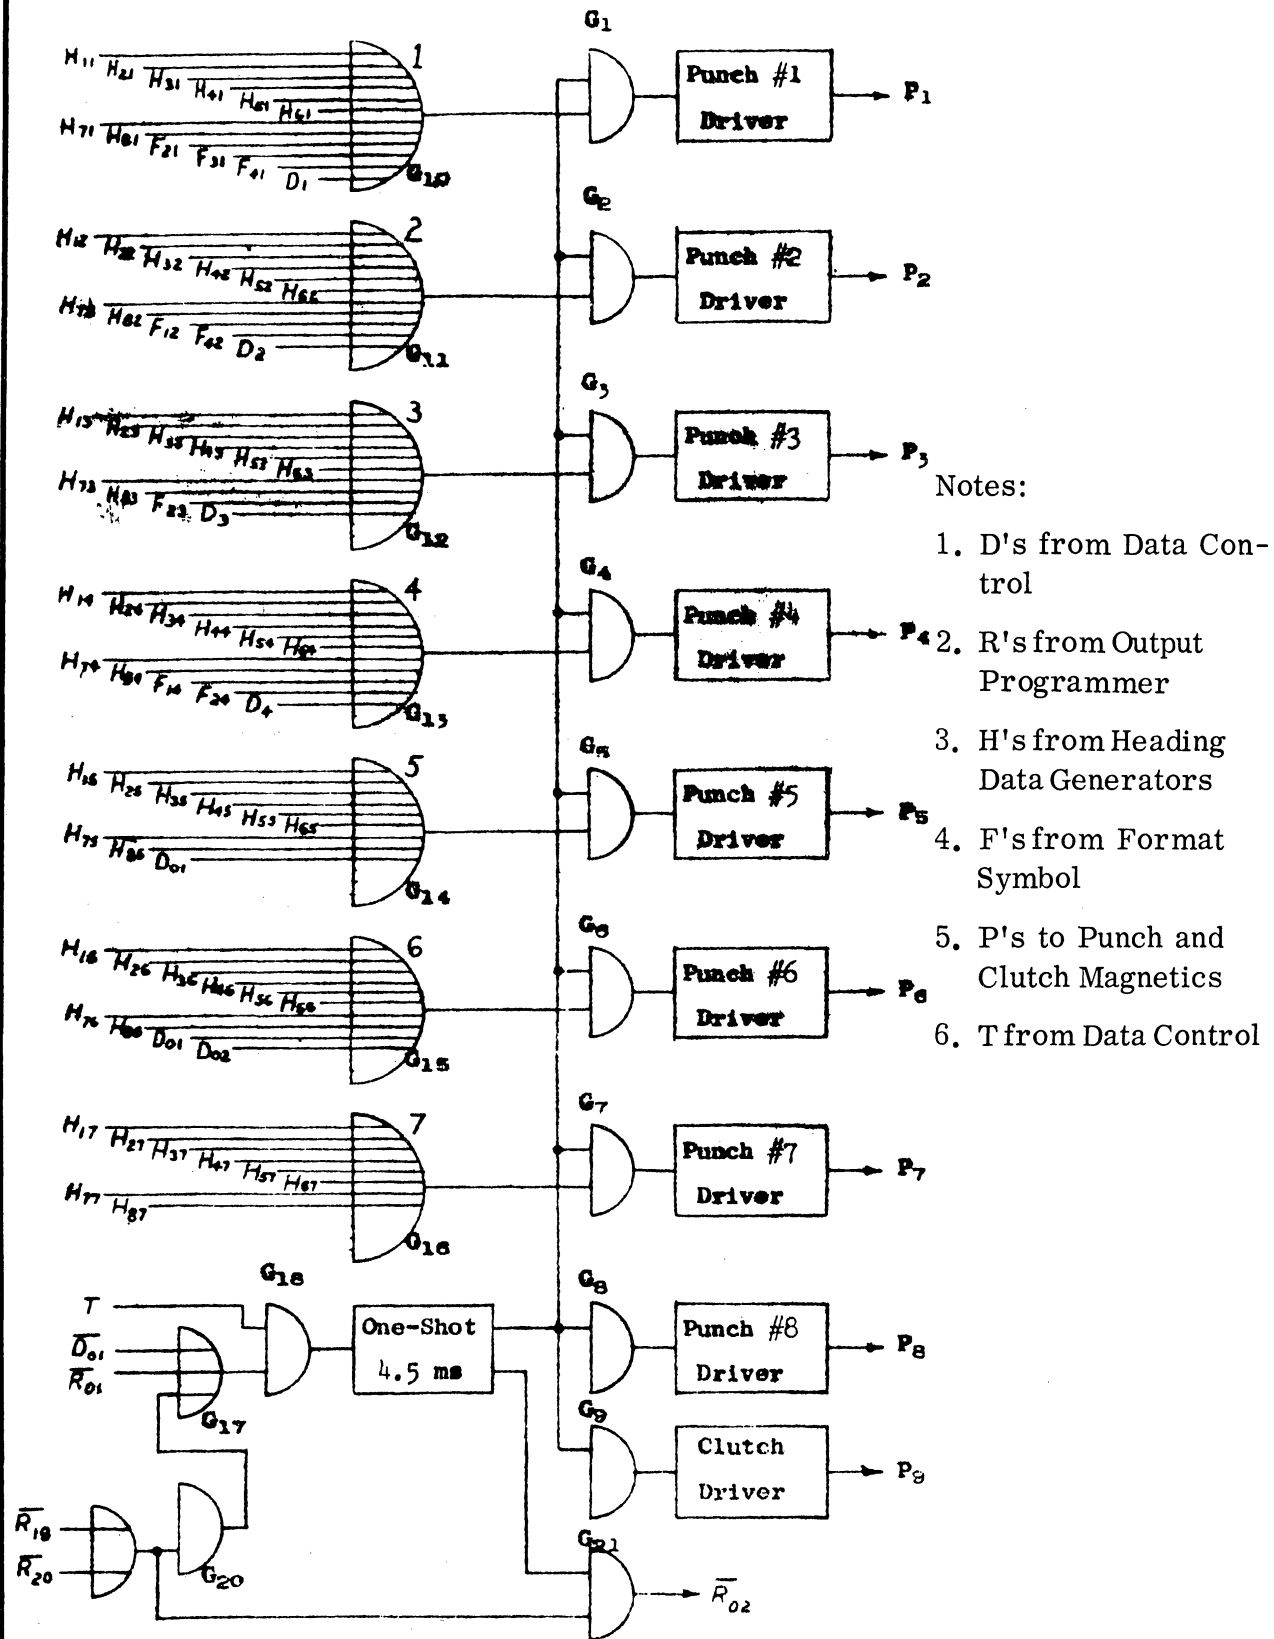 G1
H11 H21 H31 H41 H51 H61 1
H71 H81 F21 F31 F41 D1
G10
Punch #1
Driver
P1
G2
H12 H22 H32 H42 H52 H62 2
H72 H82 F12 F42 D2
G11
Punch #2
Driver
P2
G3
H13 H23 H33 H43 H53 H63 3
H73 H83 F23 D3
G12
Punch #3
Driver
P3
G4
H14 H24 H34 H44 H54 H64 4
H74 H84 F14 F24 D4
G13
Punch #4
Driver
P4
G5
H15 H25 H35 H45 H55 H65 5
H75 H85 D01
G14
Punch #5
Driver
P5
G6
H16 H26 H36 H46 H56 H66 6
H76 H86 D01 D02
G15
Punch #6
Driver
P6
G7
H17 H27 H37 H47 H57 H67 7
H77 H87
G16
Punch #7
Driver
P7
G18
T
D̅01
R̅01
G17
One-Shot
4.5 ms
G8
Punch #8
Driver
P8
G9
Clutch
Driver
P9
R̅19
R̅20
G20
G21
R̅02
Notes:
1. D's from Data Con-
trol
2. R's from Output
Programmer
3. H's from Heading
Data Generators
4. F's from Format
Symbol
5. P's to Punch and
Clutch Magnetics
6. T from Data Control